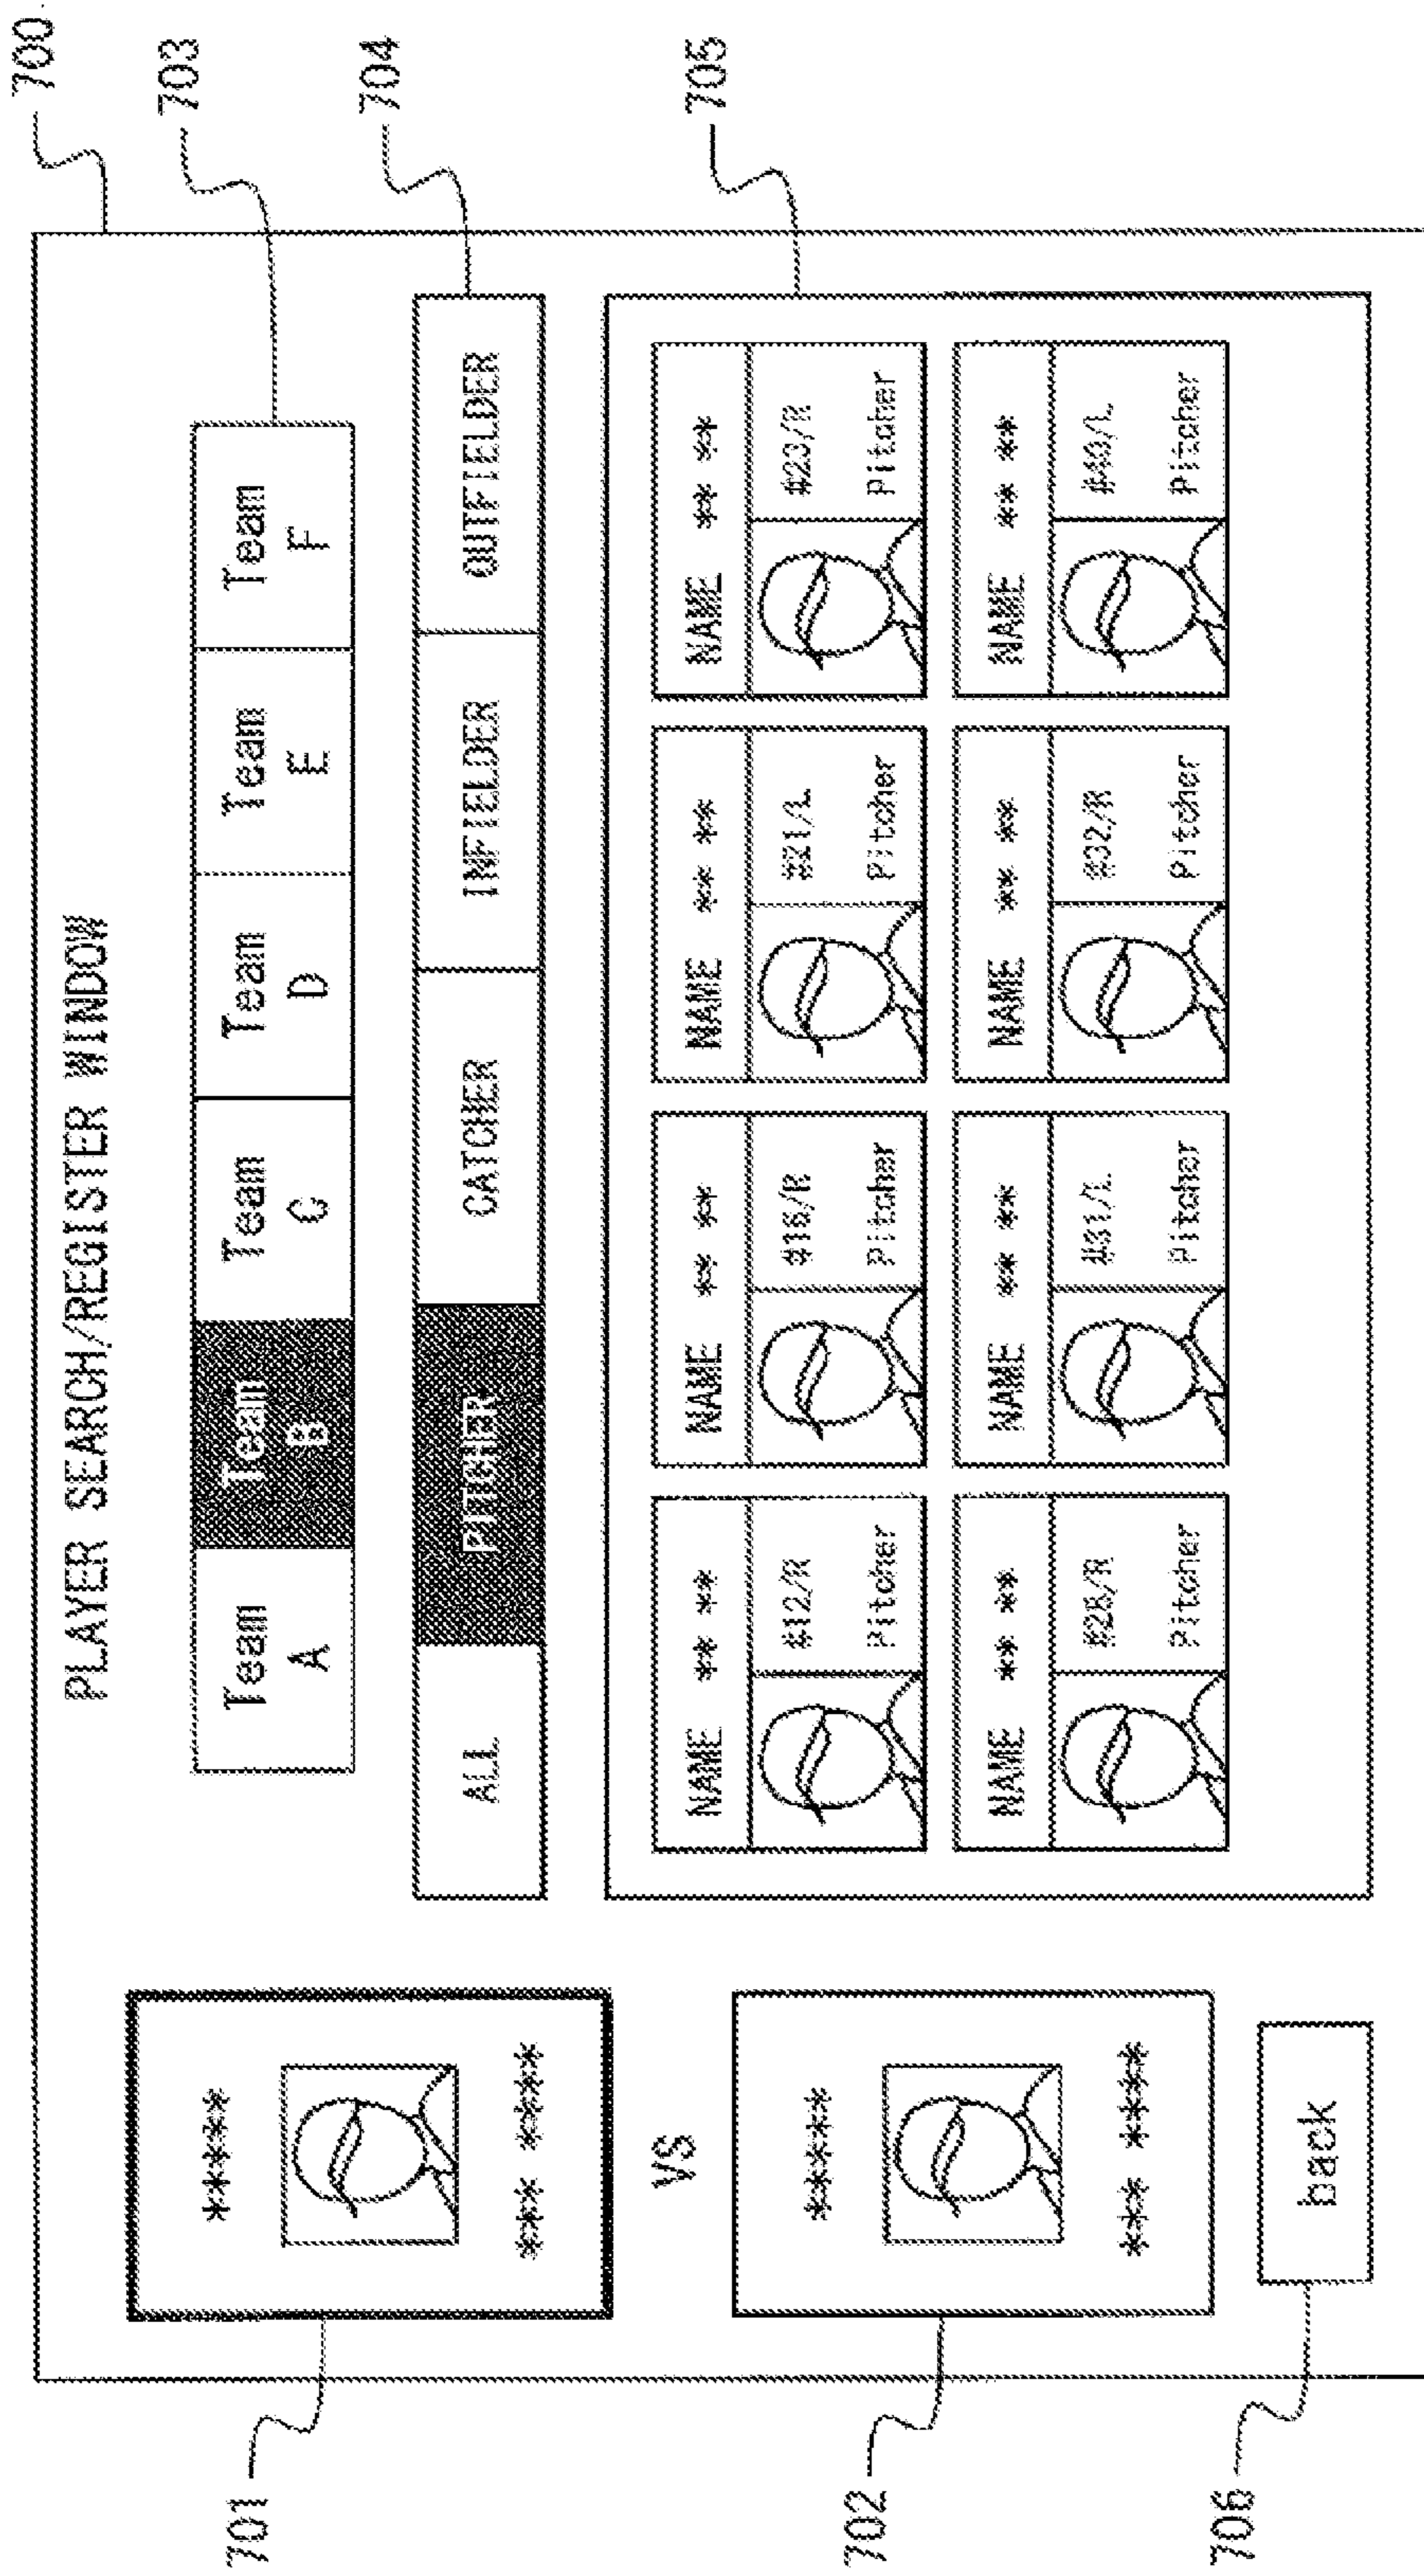 700
PLAYER SEARCH/REGISTER WINDOW
703
Team A
Team B
Team C
Team D
Team E
Team F
704
ALL
PITCHER
CATCHER
INFIELDER
OUTFIELDER
705
NAME ** **
#12/R
Pitcher
NAME ** **
#16/R
Pitcher
NAME ** **
#21/L
Pitcher
NAME ** **
#23/R
Pitcher
NAME ** **
#28/R
Pitcher
NAME ** **
#31/L
Pitcher
NAME ** **
#32/R
Pitcher
NAME ** **
#40/L
Pitcher
701
*****
*** ****
VS
702
*****
*** ****
706
back